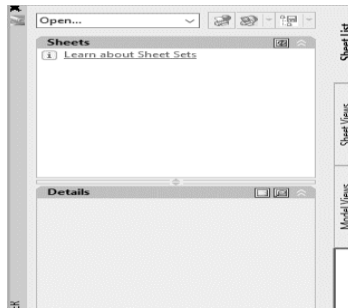 Open...
Sheets
Learn about Sheet Sets
Details
Sheet List
Sheet Views
Model Views